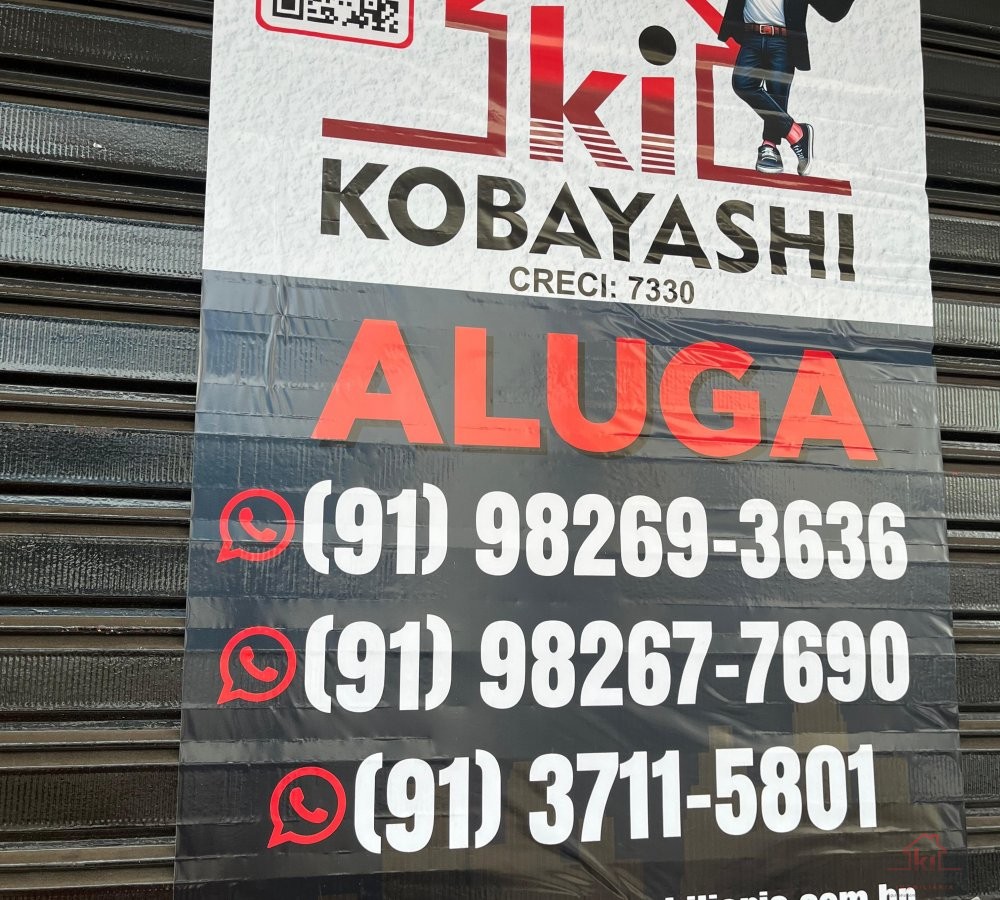 ki
KOBAYASHI
CRECI: 7330
ALUGA
(91) 98269-3636
(91) 98267-7690
(91) 3711-5801